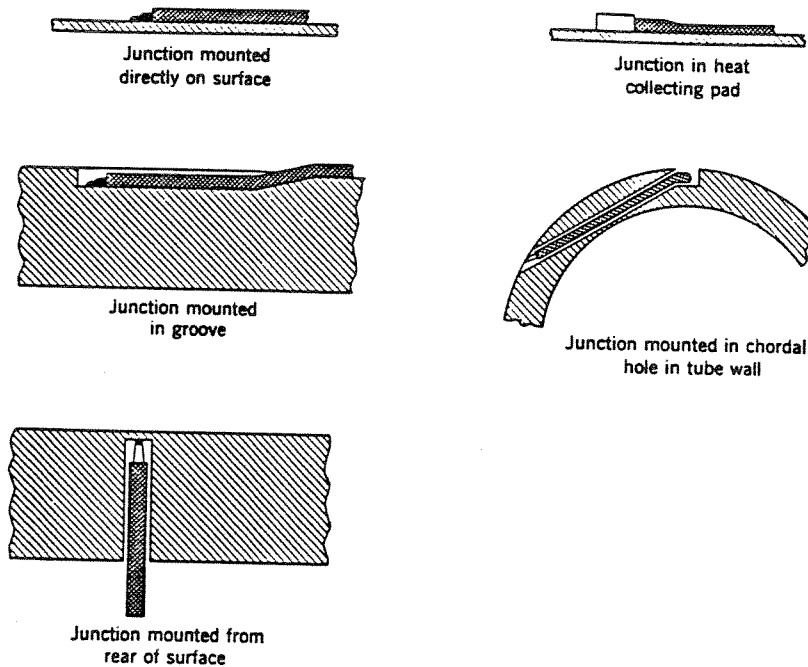 Junction mounted
directly on surface
Junction in heat
collecting pad
Junction mounted
in groove
Junction mounted in chordal
hole in tube wall
Junction mounted from
rear of surface